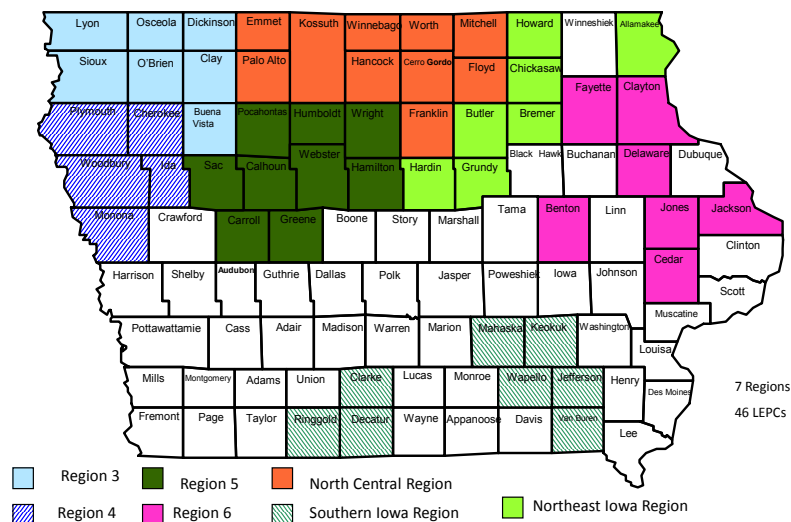 Lyon Osceola Dickinson Emmet Kossuth Winnebago Worth Mitchell Howard Winneshiek Allamakee
Sioux O'Brien Clay Palo Alto Hancock Cerro Gordo Floyd Chickasaw
Fayette Clayton
Plymouth Cherokee Buena Vista Pocahontas Humboldt Wright Franklin Butler Bremer
Woodbury Ida Sac Calhoun Webster Hamilton Hardin Grundy Black Hawk Buchanan Delaware Dubuque
Monona Crawford Carroll Greene Boone Story Marshall Tama Benton Linn Jones Jackson
Clinton
Cedar
Harrison Shelby Audubon Guthrie Dallas Polk Jasper Poweshiek Iowa Johnson
Scott
Muscatine
Pottawattamie Cass Adair Madison Warren Marion Mahaska Keokuk Washington
Louisa
Mills Montgomery Adams Union Clarke Lucas Monroe Wapello Jefferson Henry
Des Moines
7 Regions
46 LEPCs
Fremont Page Taylor Ringgold Decatur Wayne Appanoose Davis Van Buren
Lee
Region 3 Region 5 North Central Region
Region 4 Region 6 Southern Iowa Region Northeast Iowa Region